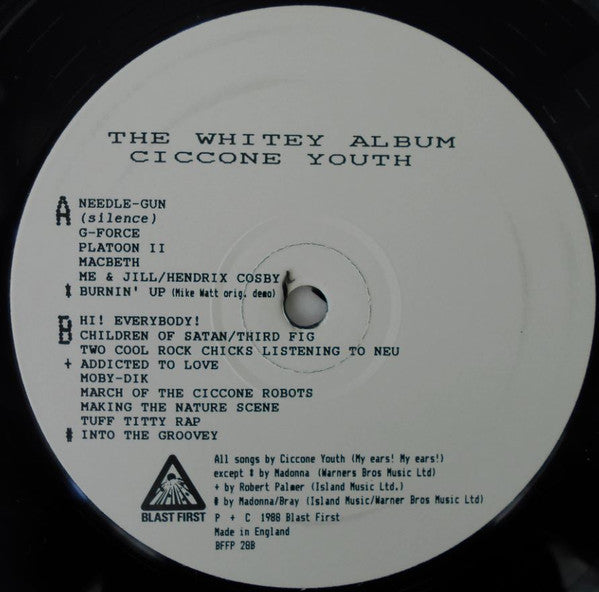 THE WHITEY ALBUM
CICCONE YOUTH
A NEEDLE-GUN
(silence)
G-FORCE
PLATOON II
MACBETH
ME & JILL/HENDRIX COSBY
‡ BURNIN' UP (Mike Watt orig. demo)
B HI! EVERYBODY!
CHILDREN OF SATAN/THIRD FIG
TWO COOL ROCK CHICKS LISTENING TO NEU
+ ADDICTED TO LOVE
MOBY-DIK
MARCH OF THE CICCONE ROBOTS
MAKING THE NATURE SCENE
TUFF TITTY RAP
# INTO THE GROOVEY
All songs by Ciccone Youth (My ears! My ears!)
except ‡ by Madonna (Warners Bros Music Ltd)
+ by Robert Palmer (Island Music Ltd.)
# by Madonna/Bray (Island Music/Warner Bros Music Ltd)
BLAST FIRST
P + C 1988 Blast First
Made in England
BFFP 28B